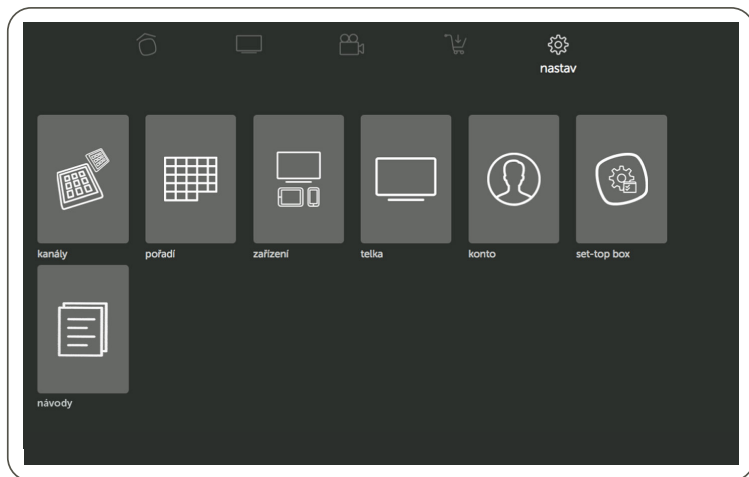 nastav
kanály
pořadí
zařízení
telka
konto
set-top box
návody